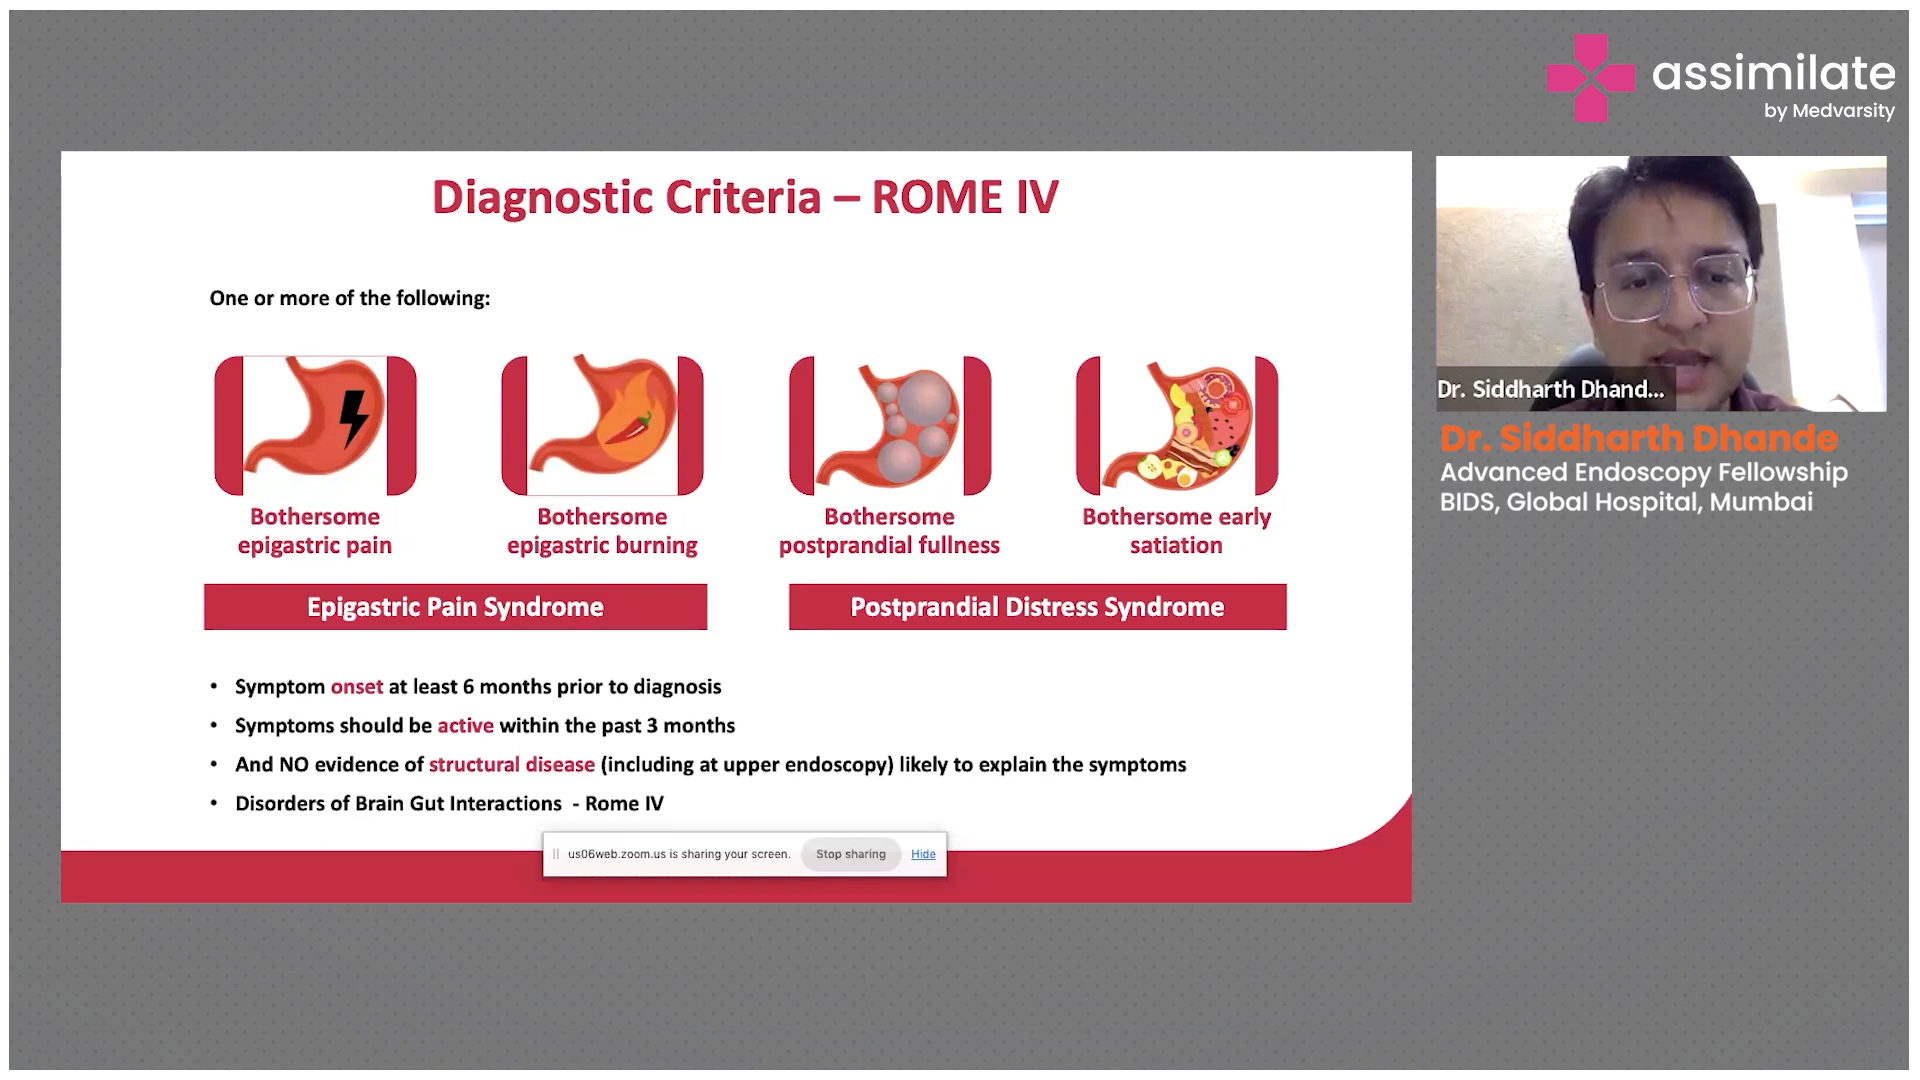 assimilate
by Medvarsity
Diagnostic Criteria – ROME IV
One or more of the following:
Bothersome
epigastric pain
Bothersome
epigastric burning
Bothersome
postprandial fullness
Bothersome early
satiation
Epigastric Pain Syndrome
Postprandial Distress Syndrome
• Symptom onset at least 6 months prior to diagnosis
• Symptoms should be active within the past 3 months
• And NO evidence of structural disease (including at upper endoscopy) likely to explain the symptoms
• Disorders of Brain Gut Interactions - Rome IV
us06web.zoom.us is sharing your screen. Stop sharing Hide
Dr. Siddharth Dhand...
Dr. Siddharth Dhande
Advanced Endoscopy Fellowship
BIDS, Global Hospital, Mumbai